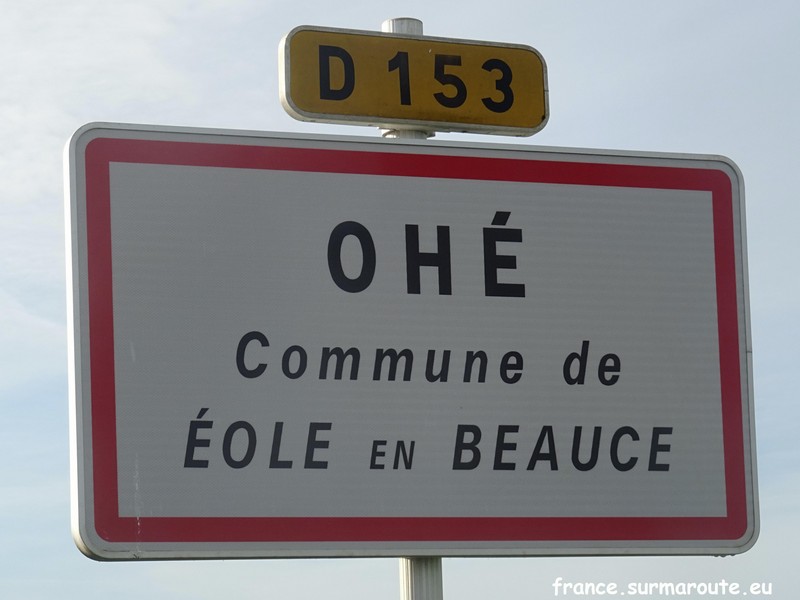 D 153
OHÉ
Commune de
ÉOLE EN BEAUCE
france.surmaroute.eu